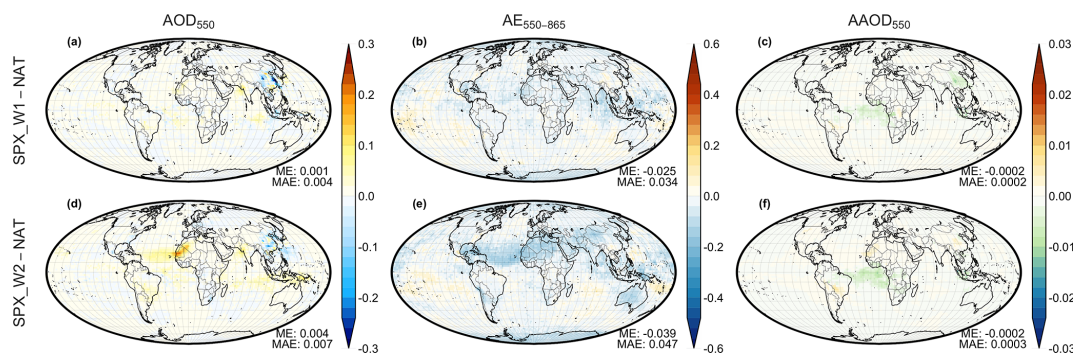 AOD550
AE550−865
AAOD550
SPX_W1 − NAT
(a)
ME: 0.001
MAE: 0.004
0.3
0.2
0.1
0.0
-0.1
-0.2
-0.3
(b)
ME: -0.025
MAE: 0.034
0.6
0.4
0.2
0.0
-0.2
-0.4
-0.6
(c)
ME: -0.0002
MAE: 0.0002
0.03
0.02
0.01
0.00
-0.01
-0.02
-0.03
SPX_W2 − NAT
(d)
ME: 0.004
MAE: 0.007
(e)
ME: -0.039
MAE: 0.047
(f)
ME: -0.0002
MAE: 0.0003